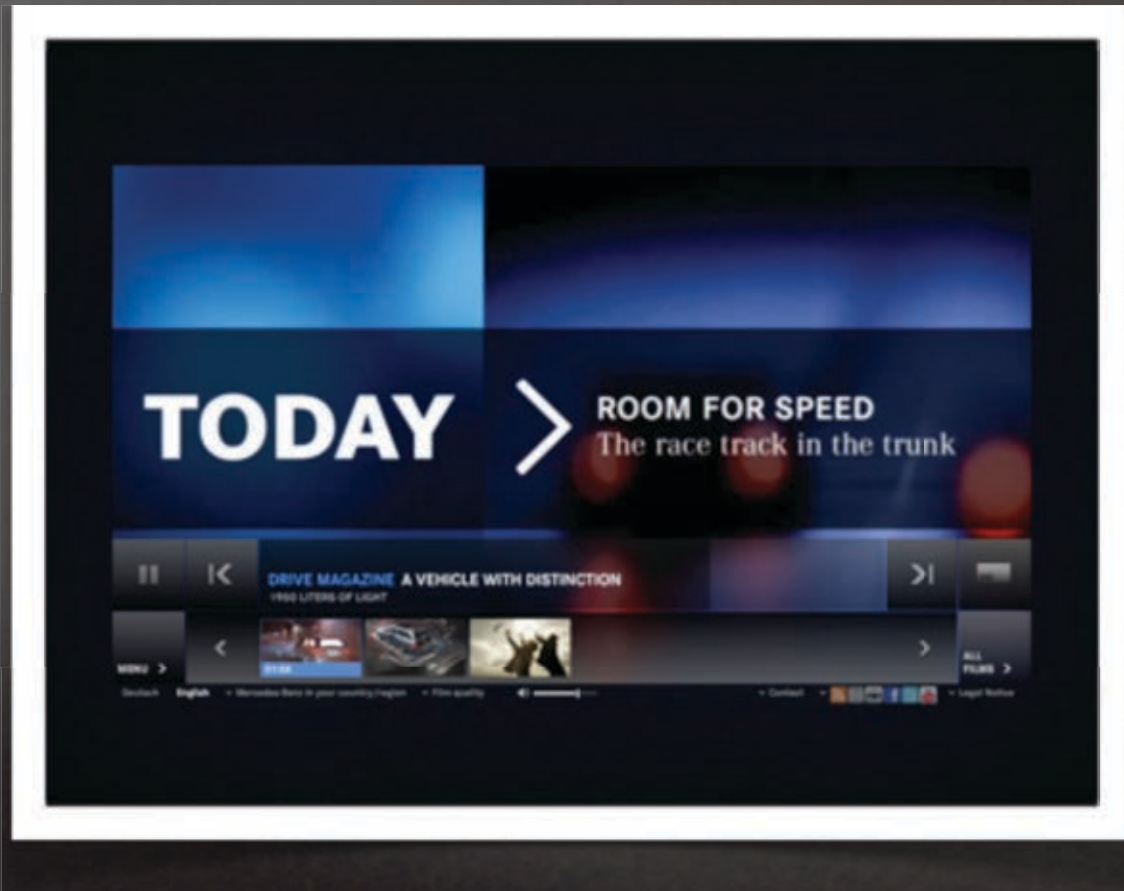 TODAY
ROOM FOR SPEED
The race track in the trunk
DRIVE MAGAZINE A VEHICLE WITH DISTINCTION
1950 LITERS OF LIGHT
MENU
ALL
FILMS
Deutsch English Mercedes-Benz in your country/region Film quality Contact Legal Notice